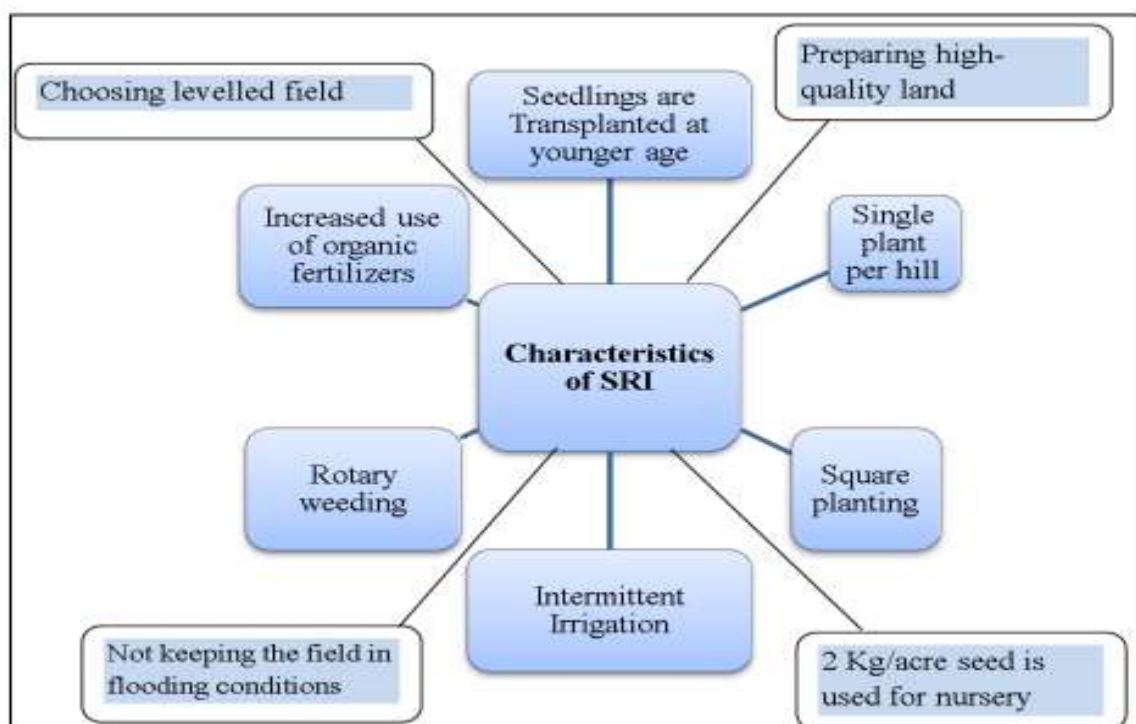 Choosing levelled field
Seedlings are
Transplanted at
younger age
Preparing high-
quality land
Increased use
of organic
fertilizers
Single
plant
per hill
Characteristics
of SRI
Rotary
weeding
Square
planting
Intermittent
Irrigation
Not keeping the field in
flooding conditions
2 Kg/acre seed is
used for nursery